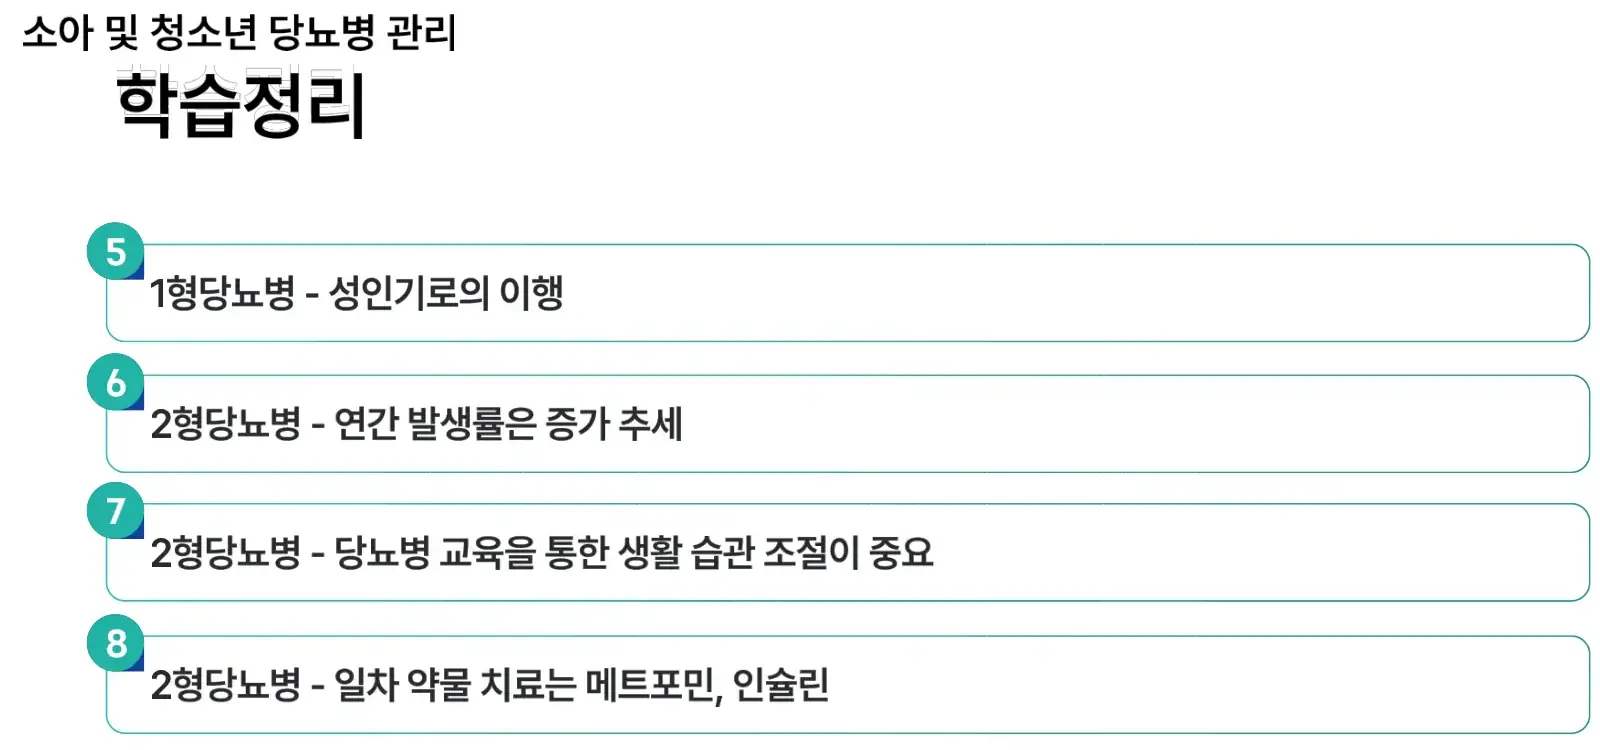 소아 및 청소년 당뇨병 관리
학습정리
5
1형당뇨병 - 성인기로의 이행
6
2형당뇨병 - 연간 발생률은 증가 추세
7
2형당뇨병 - 당뇨병 교육을 통한 생활 습관 조절이 중요
8
2형당뇨병 - 일차 약물 치료는 메트포민, 인슐린